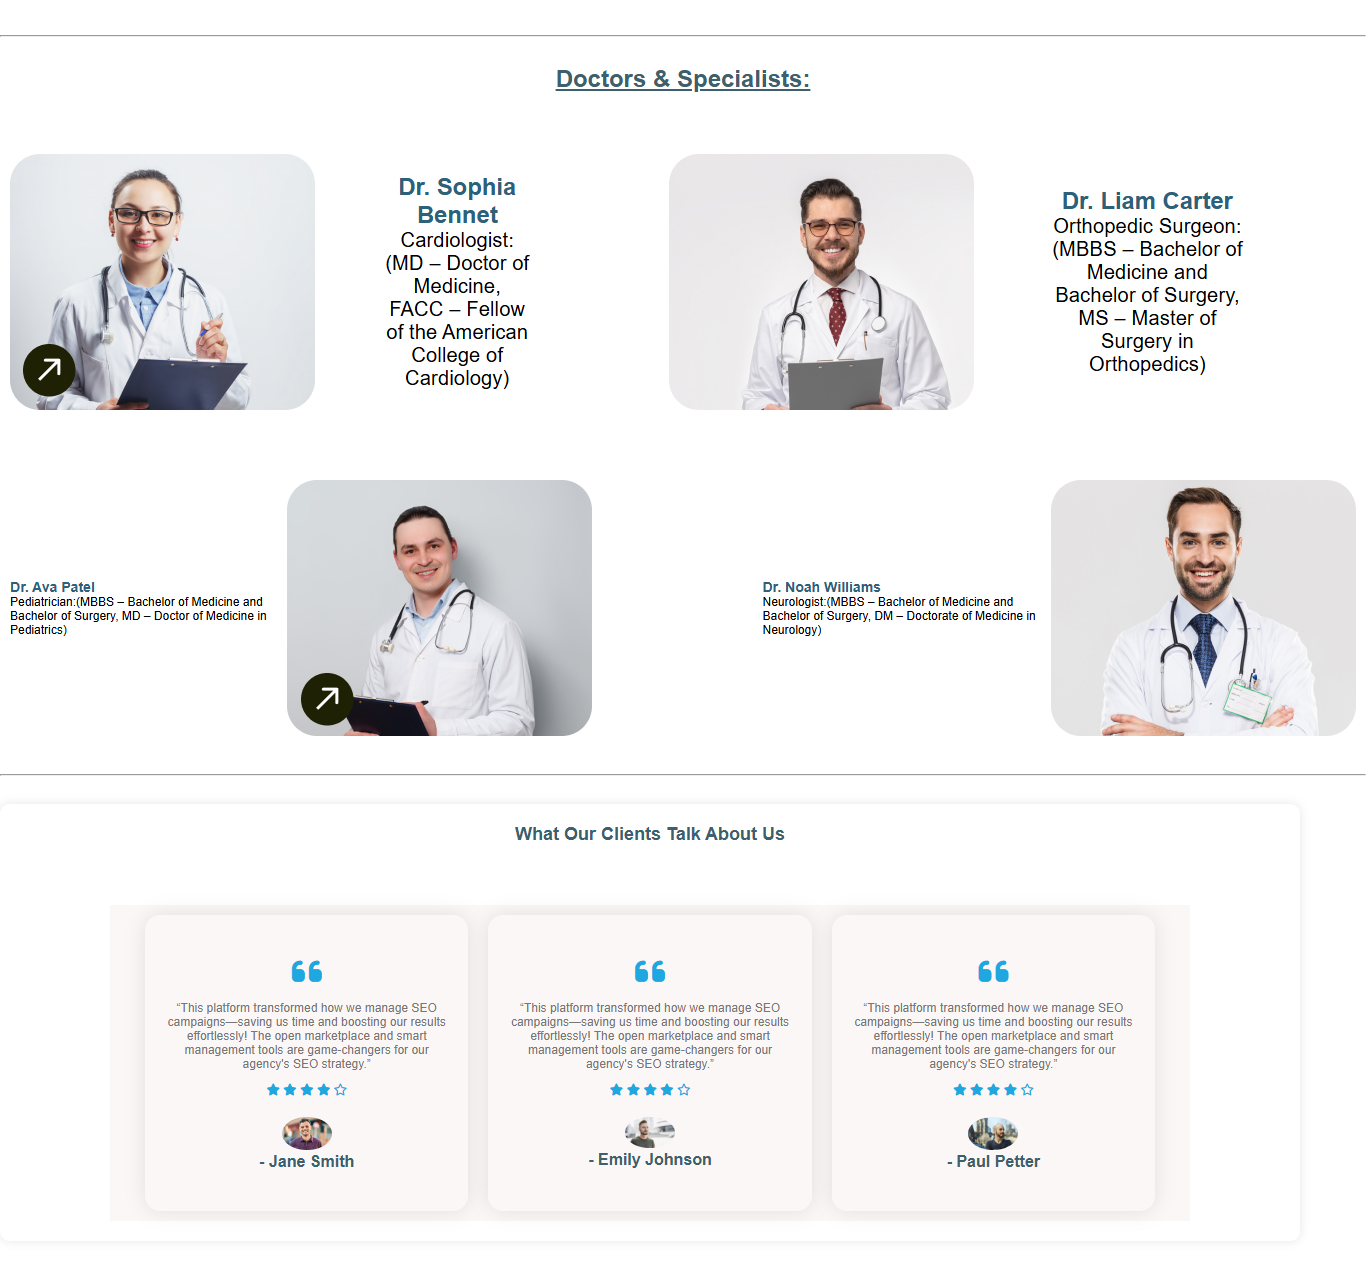 Doctors & Specialists:
Dr. Sophia
Bennet
Cardiologist:
(MD – Doctor of
Medicine,
FACC – Fellow
of the American
College of
Cardiology)
Dr. Liam Carter
Orthopedic Surgeon:
(MBBS – Bachelor of
Medicine and
Bachelor of Surgery,
MS – Master of
Surgery in
Orthopedics)
Dr. Ava Patel
Pediatrician:(MBBS – Bachelor of Medicine and
Bachelor of Surgery, MD – Doctor of Medicine in
Pediatrics)
Dr. Noah Williams
Neurologist:(MBBS – Bachelor of Medicine and
Bachelor of Surgery, DM – Doctorate of Medicine in
Neurology)
What Our Clients Talk About Us
“This platform transformed how we manage SEO
campaigns—saving us time and boosting our results
effortlessly! The open marketplace and smart
management tools are game-changers for our
agency's SEO strategy.”
- Jane Smith
“This platform transformed how we manage SEO
campaigns—saving us time and boosting our results
effortlessly! The open marketplace and smart
management tools are game-changers for our
agency's SEO strategy.”
- Emily Johnson
“This platform transformed how we manage SEO
campaigns—saving us time and boosting our results
effortlessly! The open marketplace and smart
management tools are game-changers for our
agency's SEO strategy.”
- Paul Petter